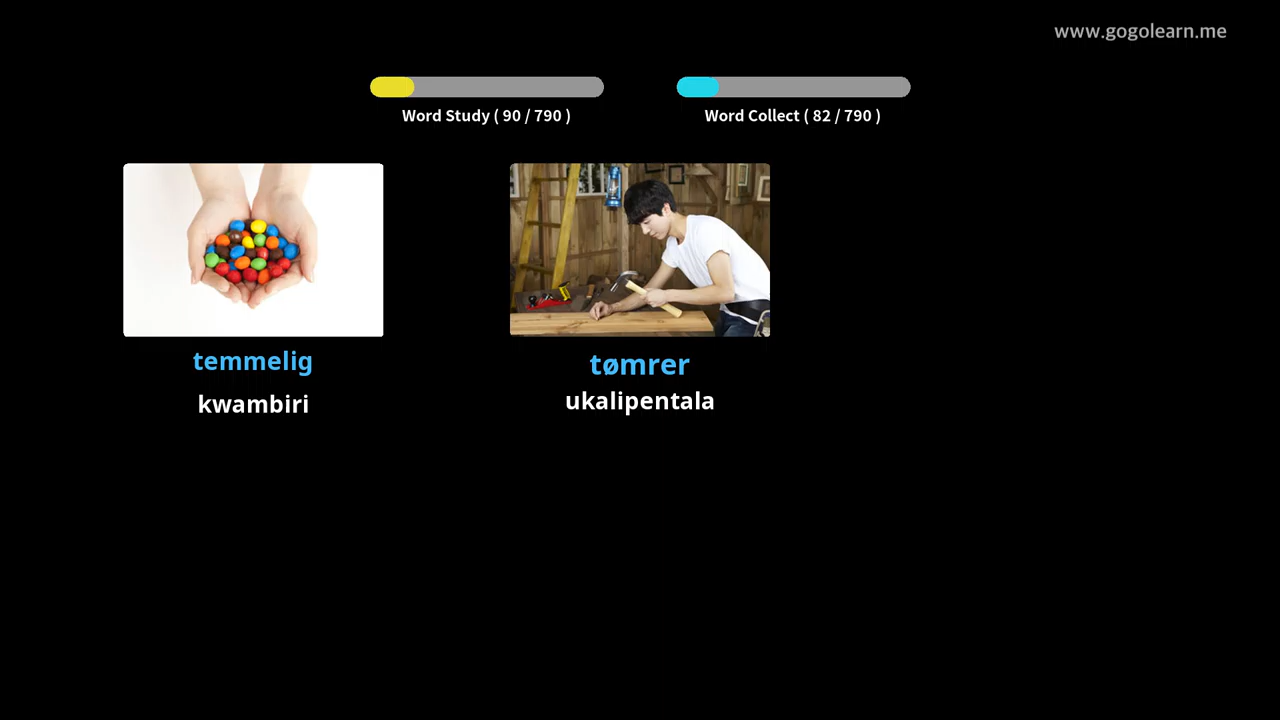 www.gogolearn.me
Word Study ( 90 / 790 )
Word Collect ( 82 / 790 )
temmelig
kwambiri
tømrer
ukalipentala